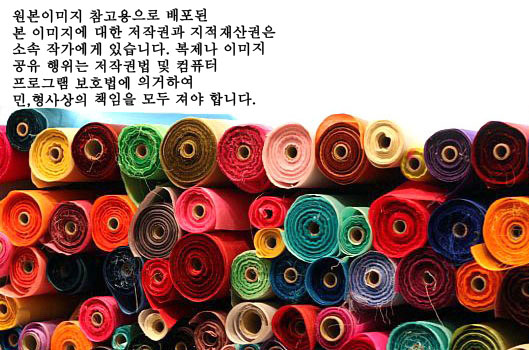 원본이미지 참고용으로 배포된
본 이미지에 대한 저작권과 지적재산권은
소속 작가에게 있습니다. 복제나 이미지
공유 행위는 저작권법 및 컴퓨터
프로그램 보호법에 의거하여
민,형사상의 책임을 모두 져야 합니다.